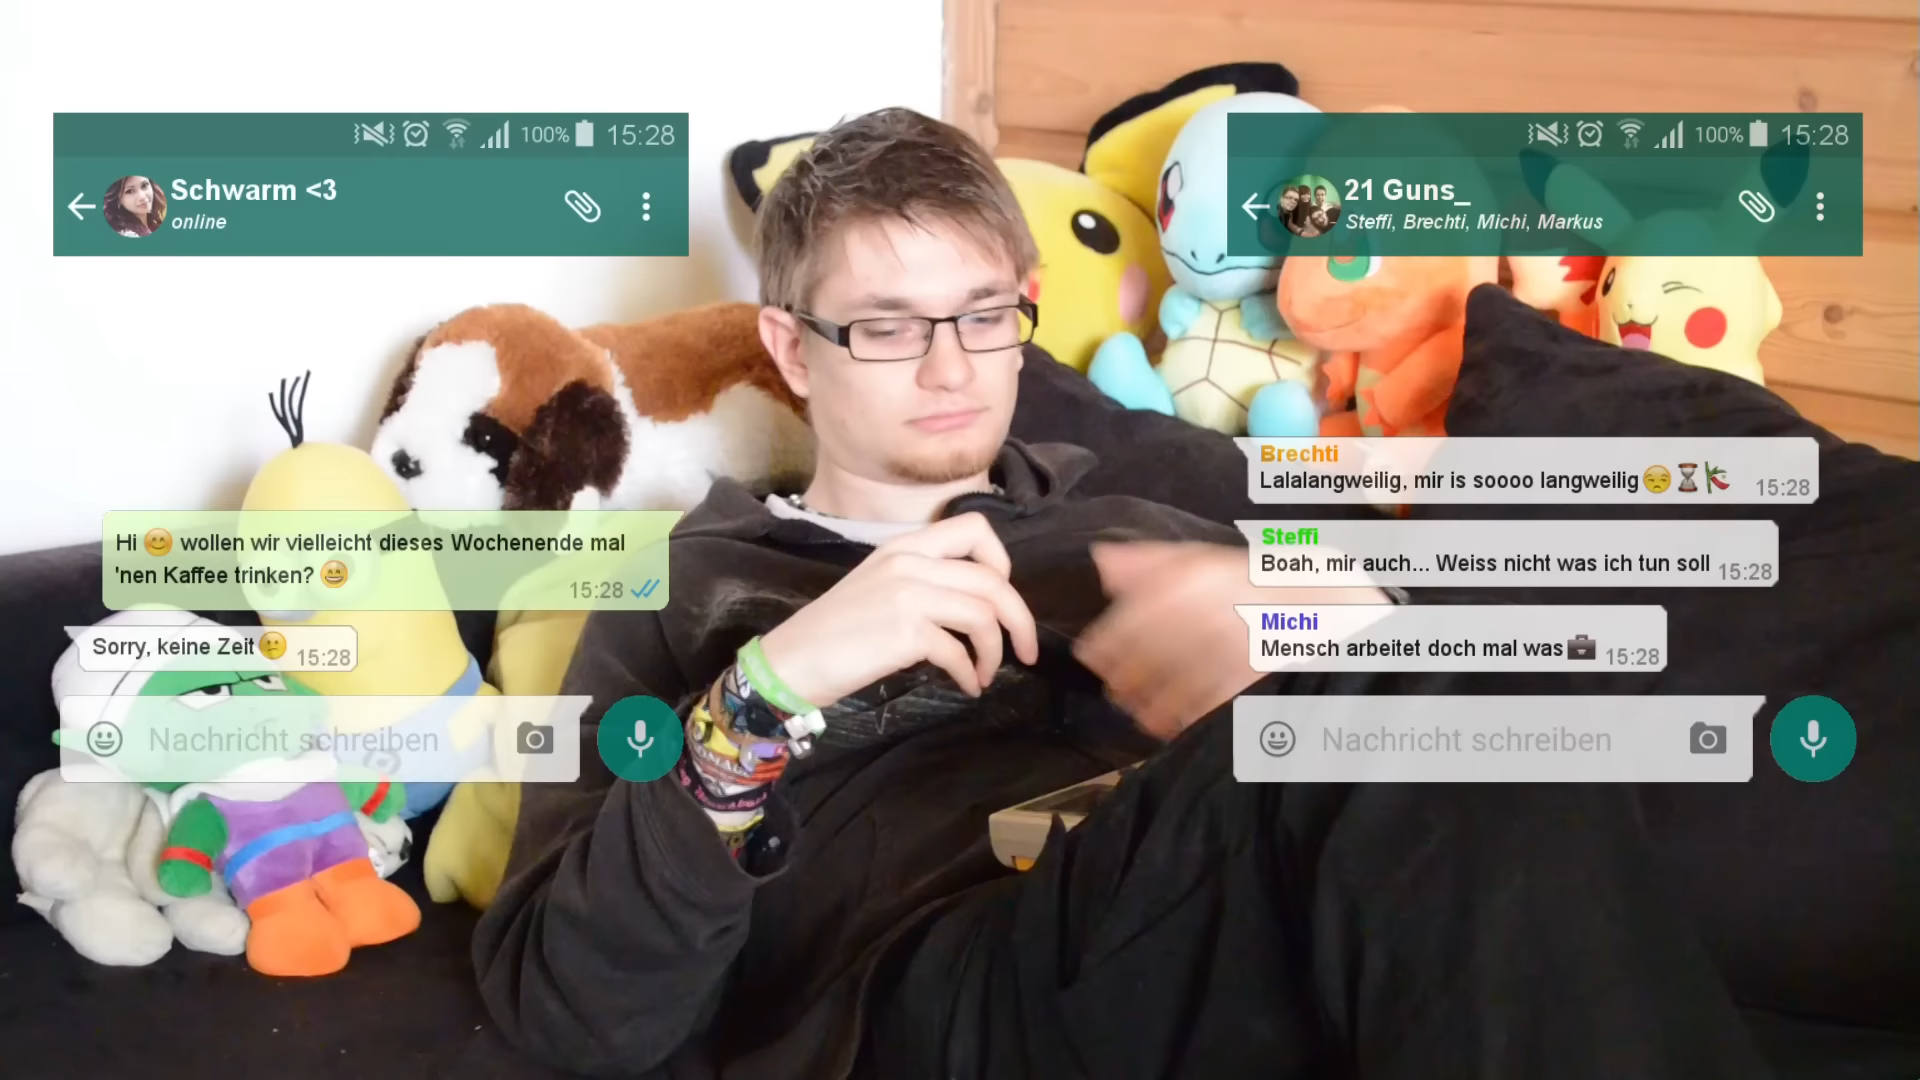 100% 15:28
Schwarm <3
online
Hi 😊 wollen wir vielleicht dieses Wochenende mal
'nen Kaffee trinken? 😄
15:28
Sorry, keine Zeit 😕 15:28
Nachricht schreiben
100% 15:28
21 Guns_
Steffi, Brechti, Michi, Markus
Brechti
Lalalangweilig, mir is soooo langweilig 😒⏳🎋 15:28
Steffi
Boah, mir auch... Weiss nicht was ich tun soll 15:28
Michi
Mensch arbeitet doch mal was 💼 15:28
Nachricht schreiben